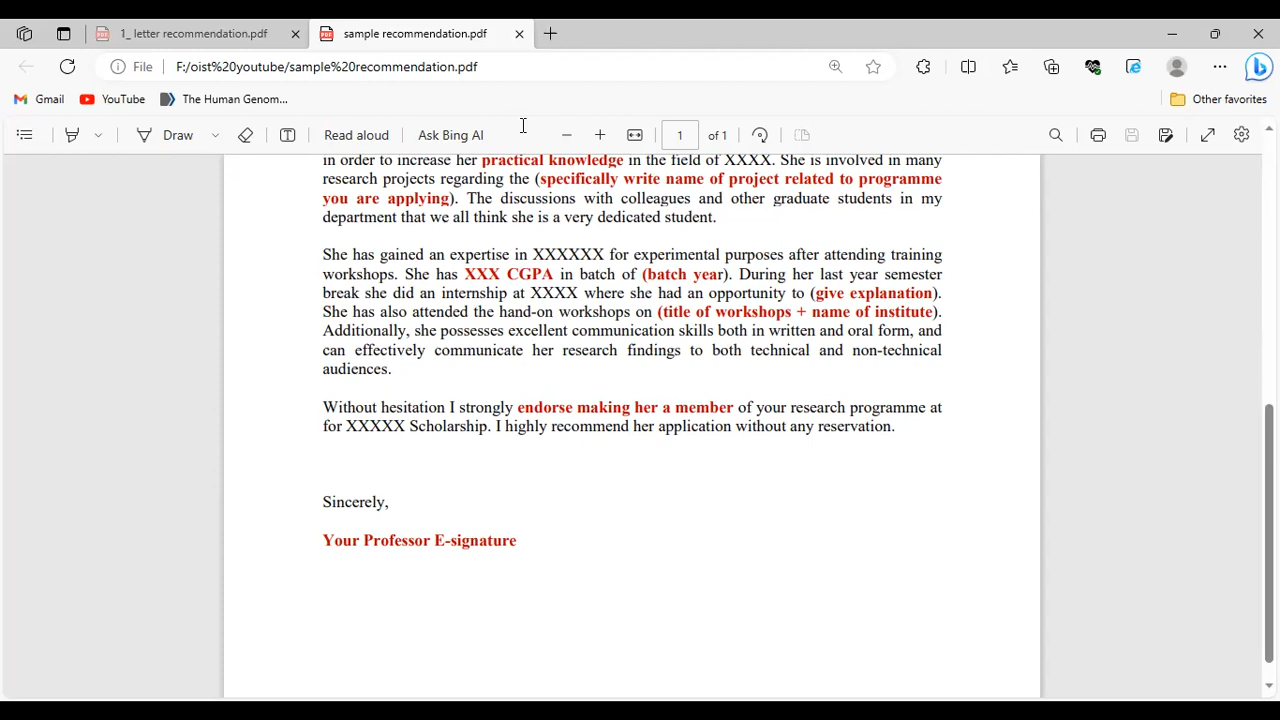 1_ letter recommendation.pdf
sample recommendation.pdf
File F:/oist%20youtube/sample%20recommendation.pdf
Gmail YouTube The Human Genom... Other favorites
Draw Read aloud Ask Bing AI 1 of 1
in order to increase her practical knowledge in the field of XXXX. She is involved in many
research projects regarding the (specifically write name of project related to programme
you are applying). The discussions with colleagues and other graduate students in my
department that we all think she is a very dedicated student.
She has gained an expertise in XXXXXX for experimental purposes after attending training
workshops. She has XXX CGPA in batch of (batch year). During her last year semester
break she did an internship at XXXX where she had an opportunity to (give explanation).
She has also attended the hand-on workshops on (title of workshops + name of institute).
Additionally, she possesses excellent communication skills both in written and oral form, and
can effectively communicate her research findings to both technical and non-technical
audiences.
Without hesitation I strongly endorse making her a member of your research programme at
for XXXXX Scholarship. I highly recommend her application without any reservation.
Sincerely,
Your Professor E-signature